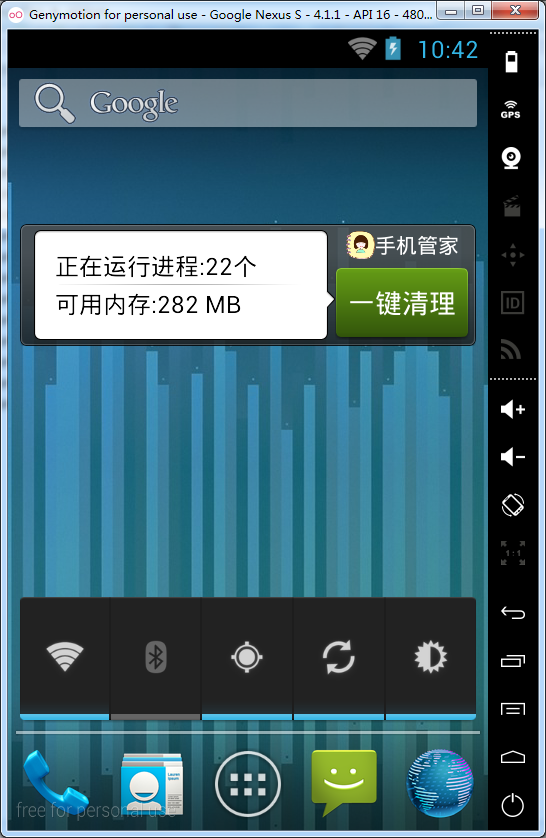 Genymotion for personal use - Google Nexus S - 4.1.1 - API 16 - 480...
10:42
Google
GPS
手机管家
正在运行进程:22个
可用内存:282 MB
一键清理
ID
1:1
free for personal use